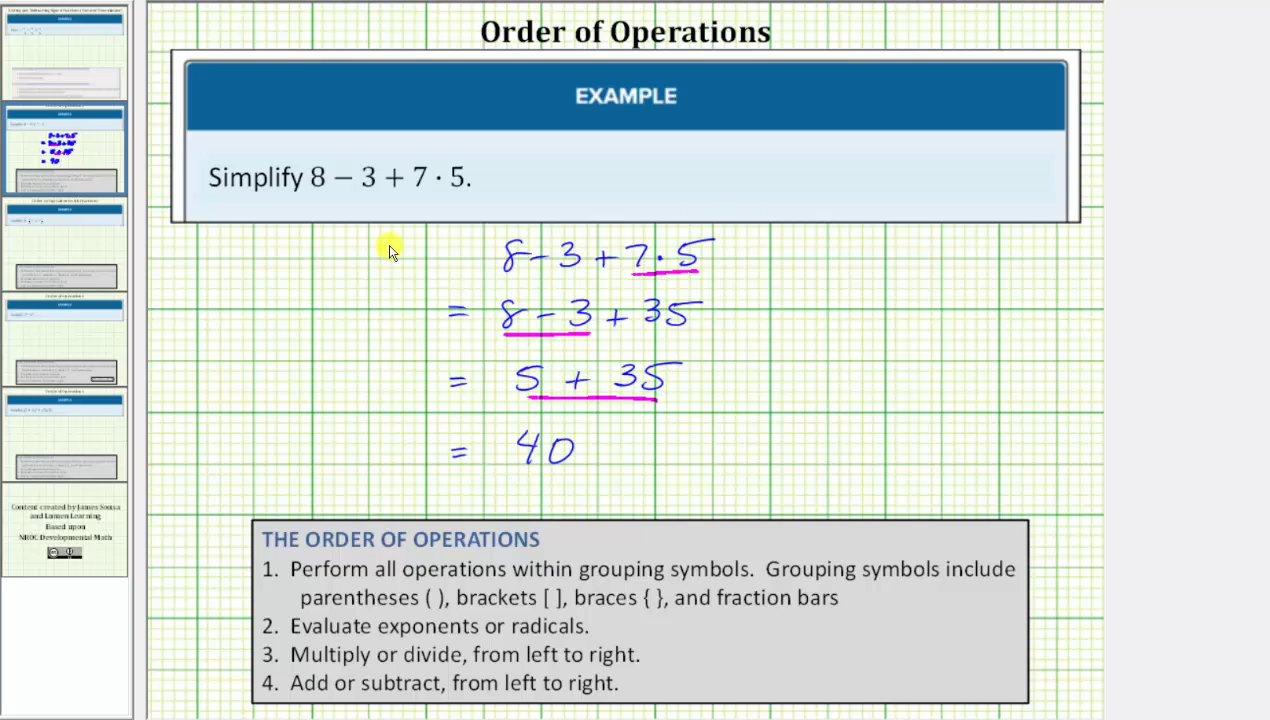 Order of Operations
EXAMPLE
Simplify 8 − 3 + 7 · 5.
8 - 3 + 7 · 5
= 8 - 3 + 35
= 5 + 35
= 40
THE ORDER OF OPERATIONS
1. Perform all operations within grouping symbols. Grouping symbols include
parentheses ( ), brackets [ ], braces { }, and fraction bars
2. Evaluate exponents or radicals.
3. Multiply or divide, from left to right.
4. Add or subtract, from left to right.
Content created by James Sousa
and Lumen Learning
Based upon
NROC Developmental Math